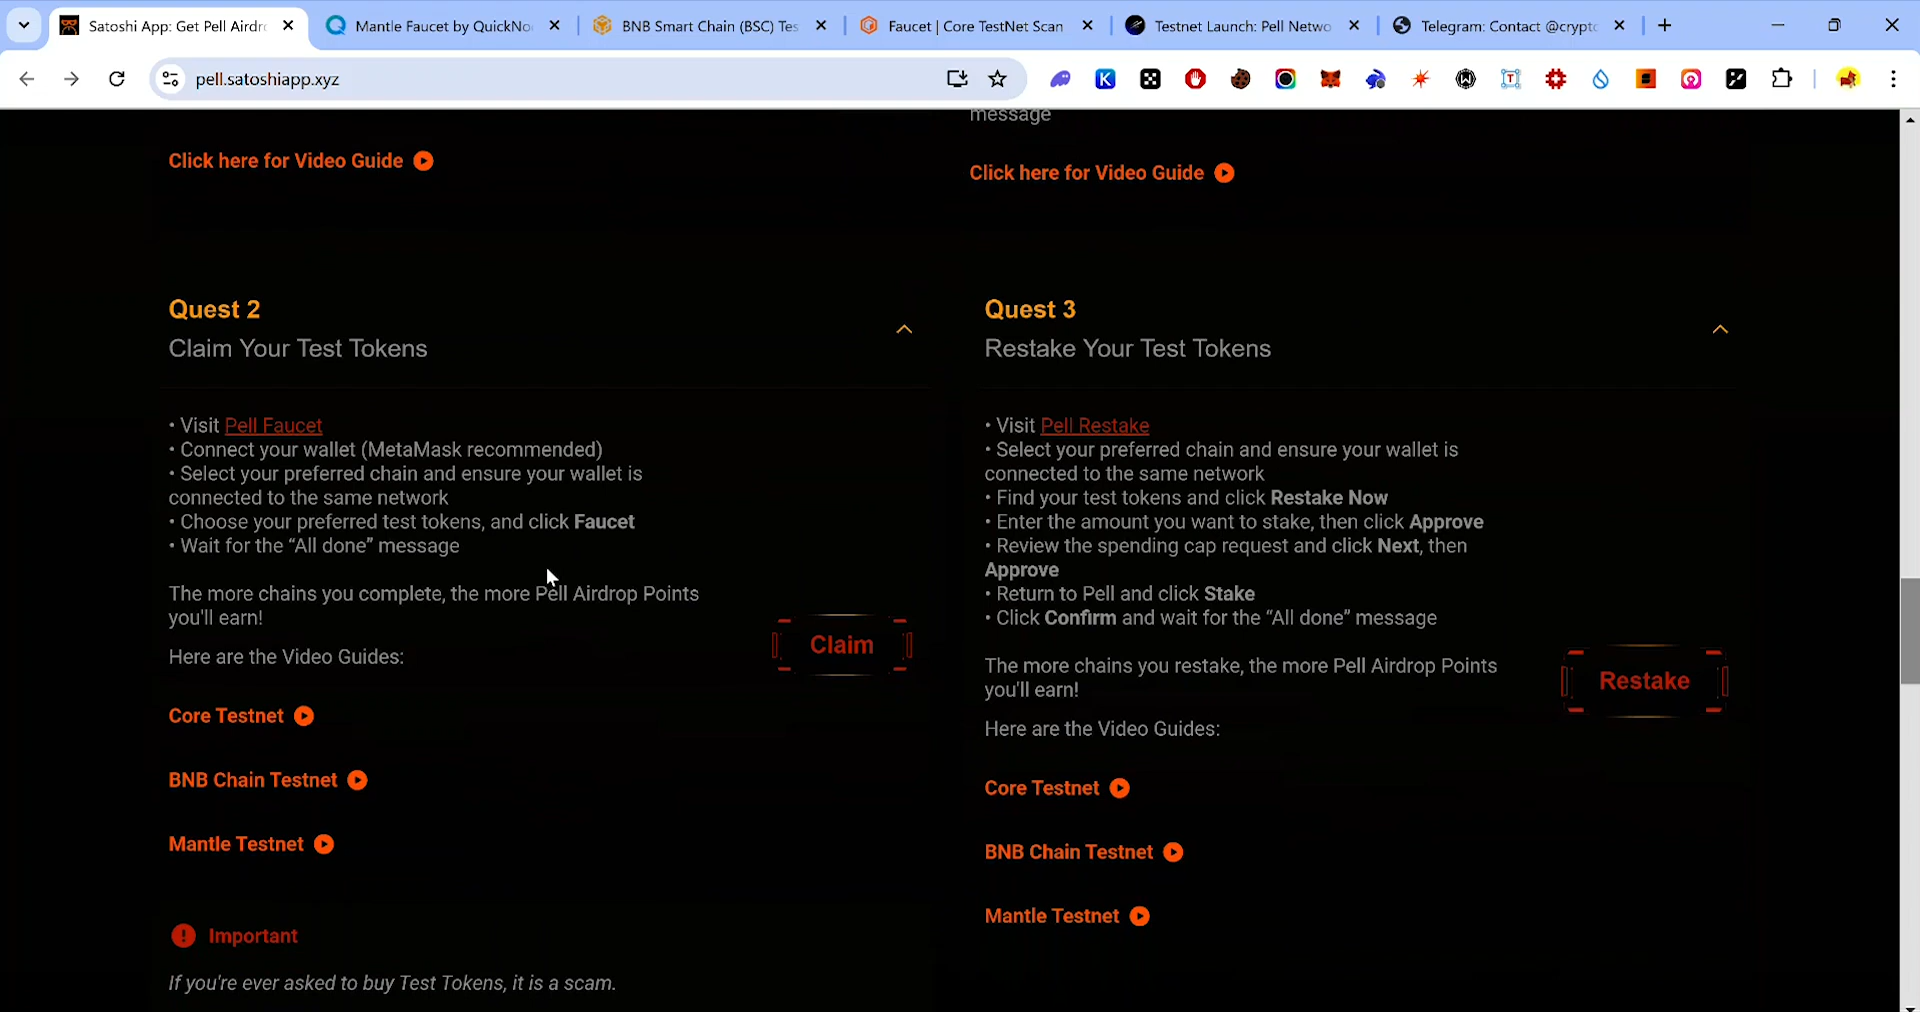 Satoshi App: Get Pell Airdr
Mantle Faucet by QuickNo
BNB Smart Chain (BSC) Tes
Faucet | Core TestNet Scan
Testnet Launch: Pell Netwo
Telegram: Contact @crypto
pell.satoshiapp.xyz
message
Click here for Video Guide
Click here for Video Guide
Quest 2
Claim Your Test Tokens
• Visit Pell Faucet
• Connect your wallet (MetaMask recommended)
• Select your preferred chain and ensure your wallet is
connected to the same network
• Choose your preferred test tokens, and click Faucet
• Wait for the “All done” message
The more chains you complete, the more Pell Airdrop Points
you'll earn!
Claim
Here are the Video Guides:
Core Testnet
BNB Chain Testnet
Mantle Testnet
Important
If you're ever asked to buy Test Tokens, it is a scam.
Quest 3
Restake Your Test Tokens
• Visit Pell Restake
• Select your preferred chain and ensure your wallet is
connected to the same network
• Find your test tokens and click Restake Now
• Enter the amount you want to stake, then click Approve
• Review the spending cap request and click Next, then
Approve
• Return to Pell and click Stake
• Click Confirm and wait for the “All done” message
The more chains you restake, the more Pell Airdrop Points
you'll earn!
Restake
Here are the Video Guides:
Core Testnet
BNB Chain Testnet
Mantle Testnet